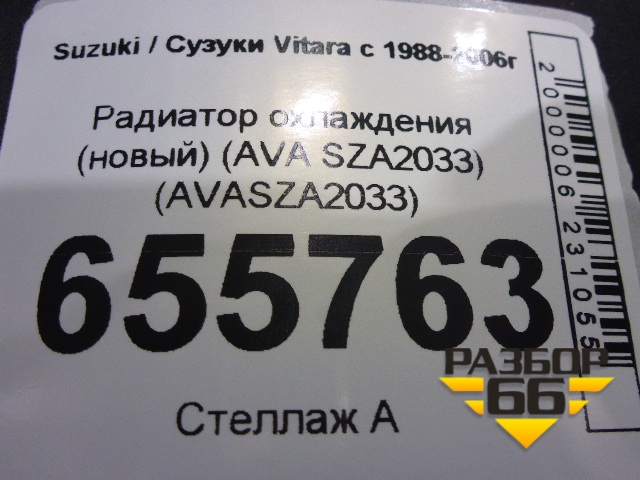 Suzuki / Сузуки Vitara с 1988-2006г
Радиатор охлаждения
(новый) (AVA SZA2033)
(AVASZA2033)
655763
Стеллаж А
2000006231055
РАЗБОР
66